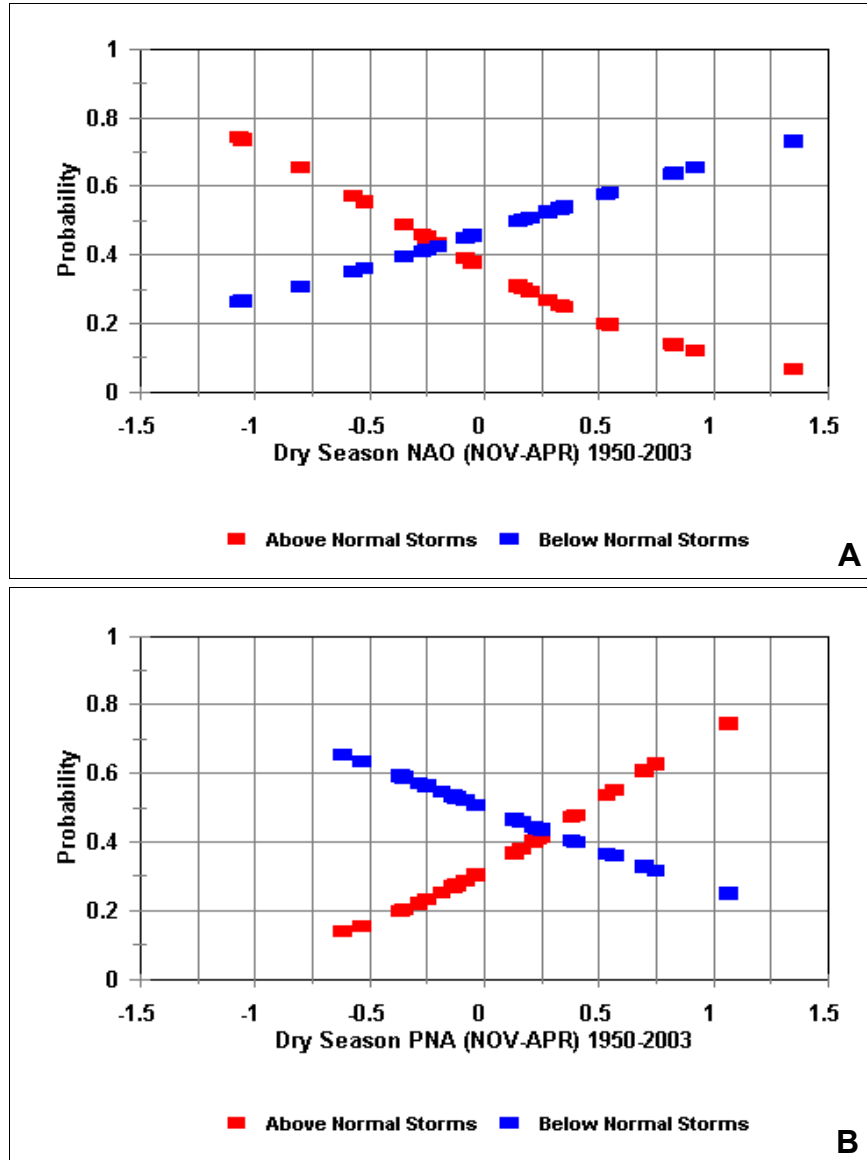 1
0.8
0.6
0.4
0.2
0
Probability
-1.5 -1 -0.5 0 0.5 1 1.5
Dry Season NAO (NOV-APR) 1950-2003
Above Normal Storms Below Normal Storms
A
1
0.8
0.6
0.4
0.2
0
Probability
-1.5 -1 -0.5 0 0.5 1 1.5
Dry Season PNA (NOV-APR) 1950-2003
Above Normal Storms Below Normal Storms
B